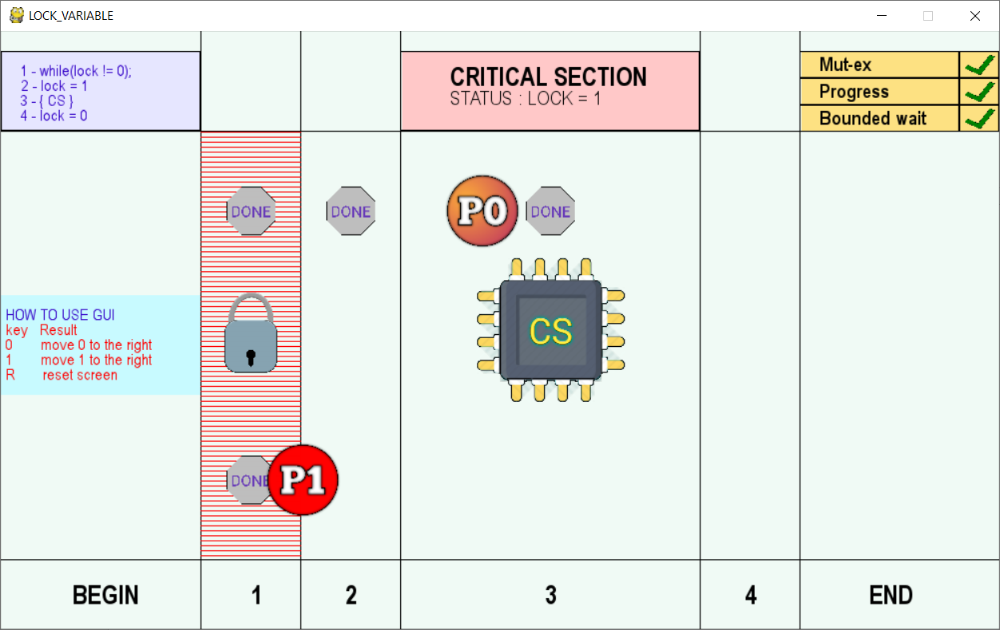 LOCK_VARIABLE
1 - while(lock != 0);
2 - lock = 1
3 - { CS }
4 - lock = 0
CRITICAL SECTION
STATUS : LOCK = 1
Mut-ex
Progress
Bounded wait
DONE
DONE
P0
DONE
HOW TO USE GUI
key Result
0 move 0 to the right
1 move 1 to the right
R reset screen
CS
DONE
P1
BEGIN
1
2
3
4
END